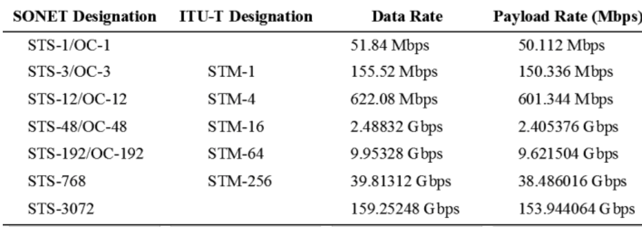 SONET Designation ITU-T Designation Data Rate Payload Rate (Mbps)
STS-1/OC-1 51.84 Mbps 50.112 Mbps
STS-3/OC-3 STM-1 155.52 Mbps 150.336 Mbps
STS-12/OC-12 STM-4 622.08 Mbps 601.344 Mbps
STS-48/OC-48 STM-16 2.48832 Gbps 2.405376 Gbps
STS-192/OC-192 STM-64 9.95328 Gbps 9.621504 Gbps
STS-768 STM-256 39.81312 Gbps 38.486016 Gbps
STS-3072 159.25248 Gbps 153.944064 Gbps